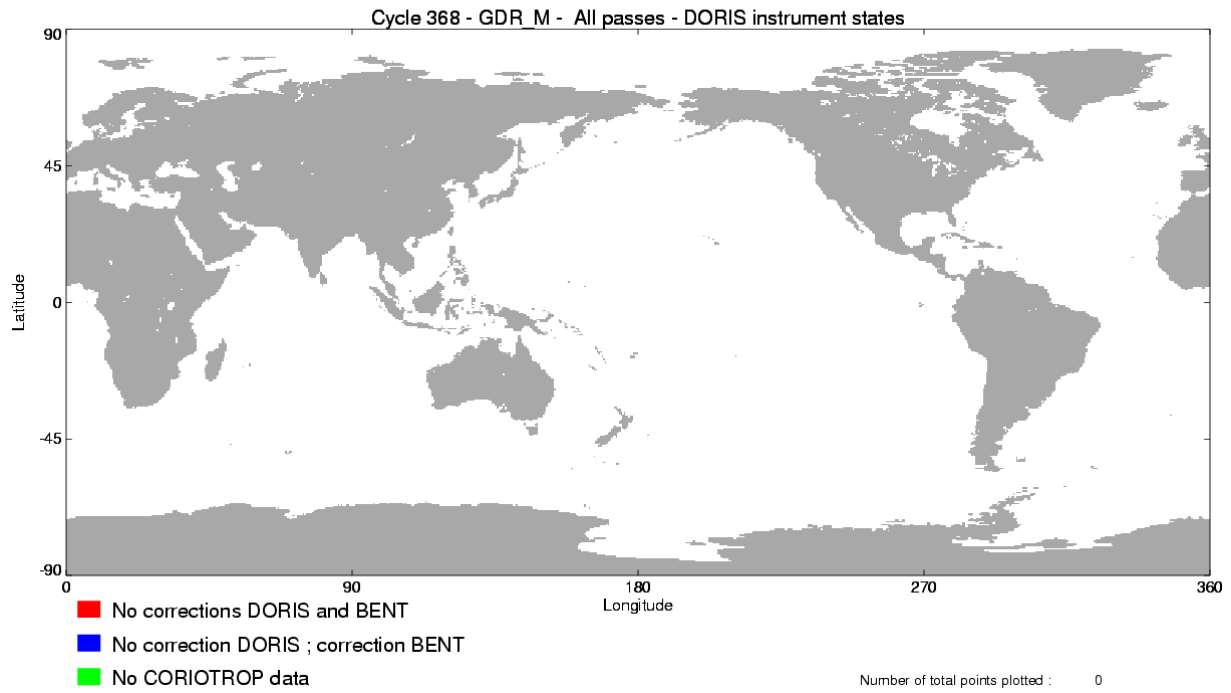 Cycle 368 - GDR_M -  All passes - DORIS instrument states
90
45
0
-45
-90
Latitude
0 90 180 270 360
Longitude
No corrections DORIS and BENT
No correction DORIS ; correction BENT
No CORIOTROP data
Number of total points plotted : 0